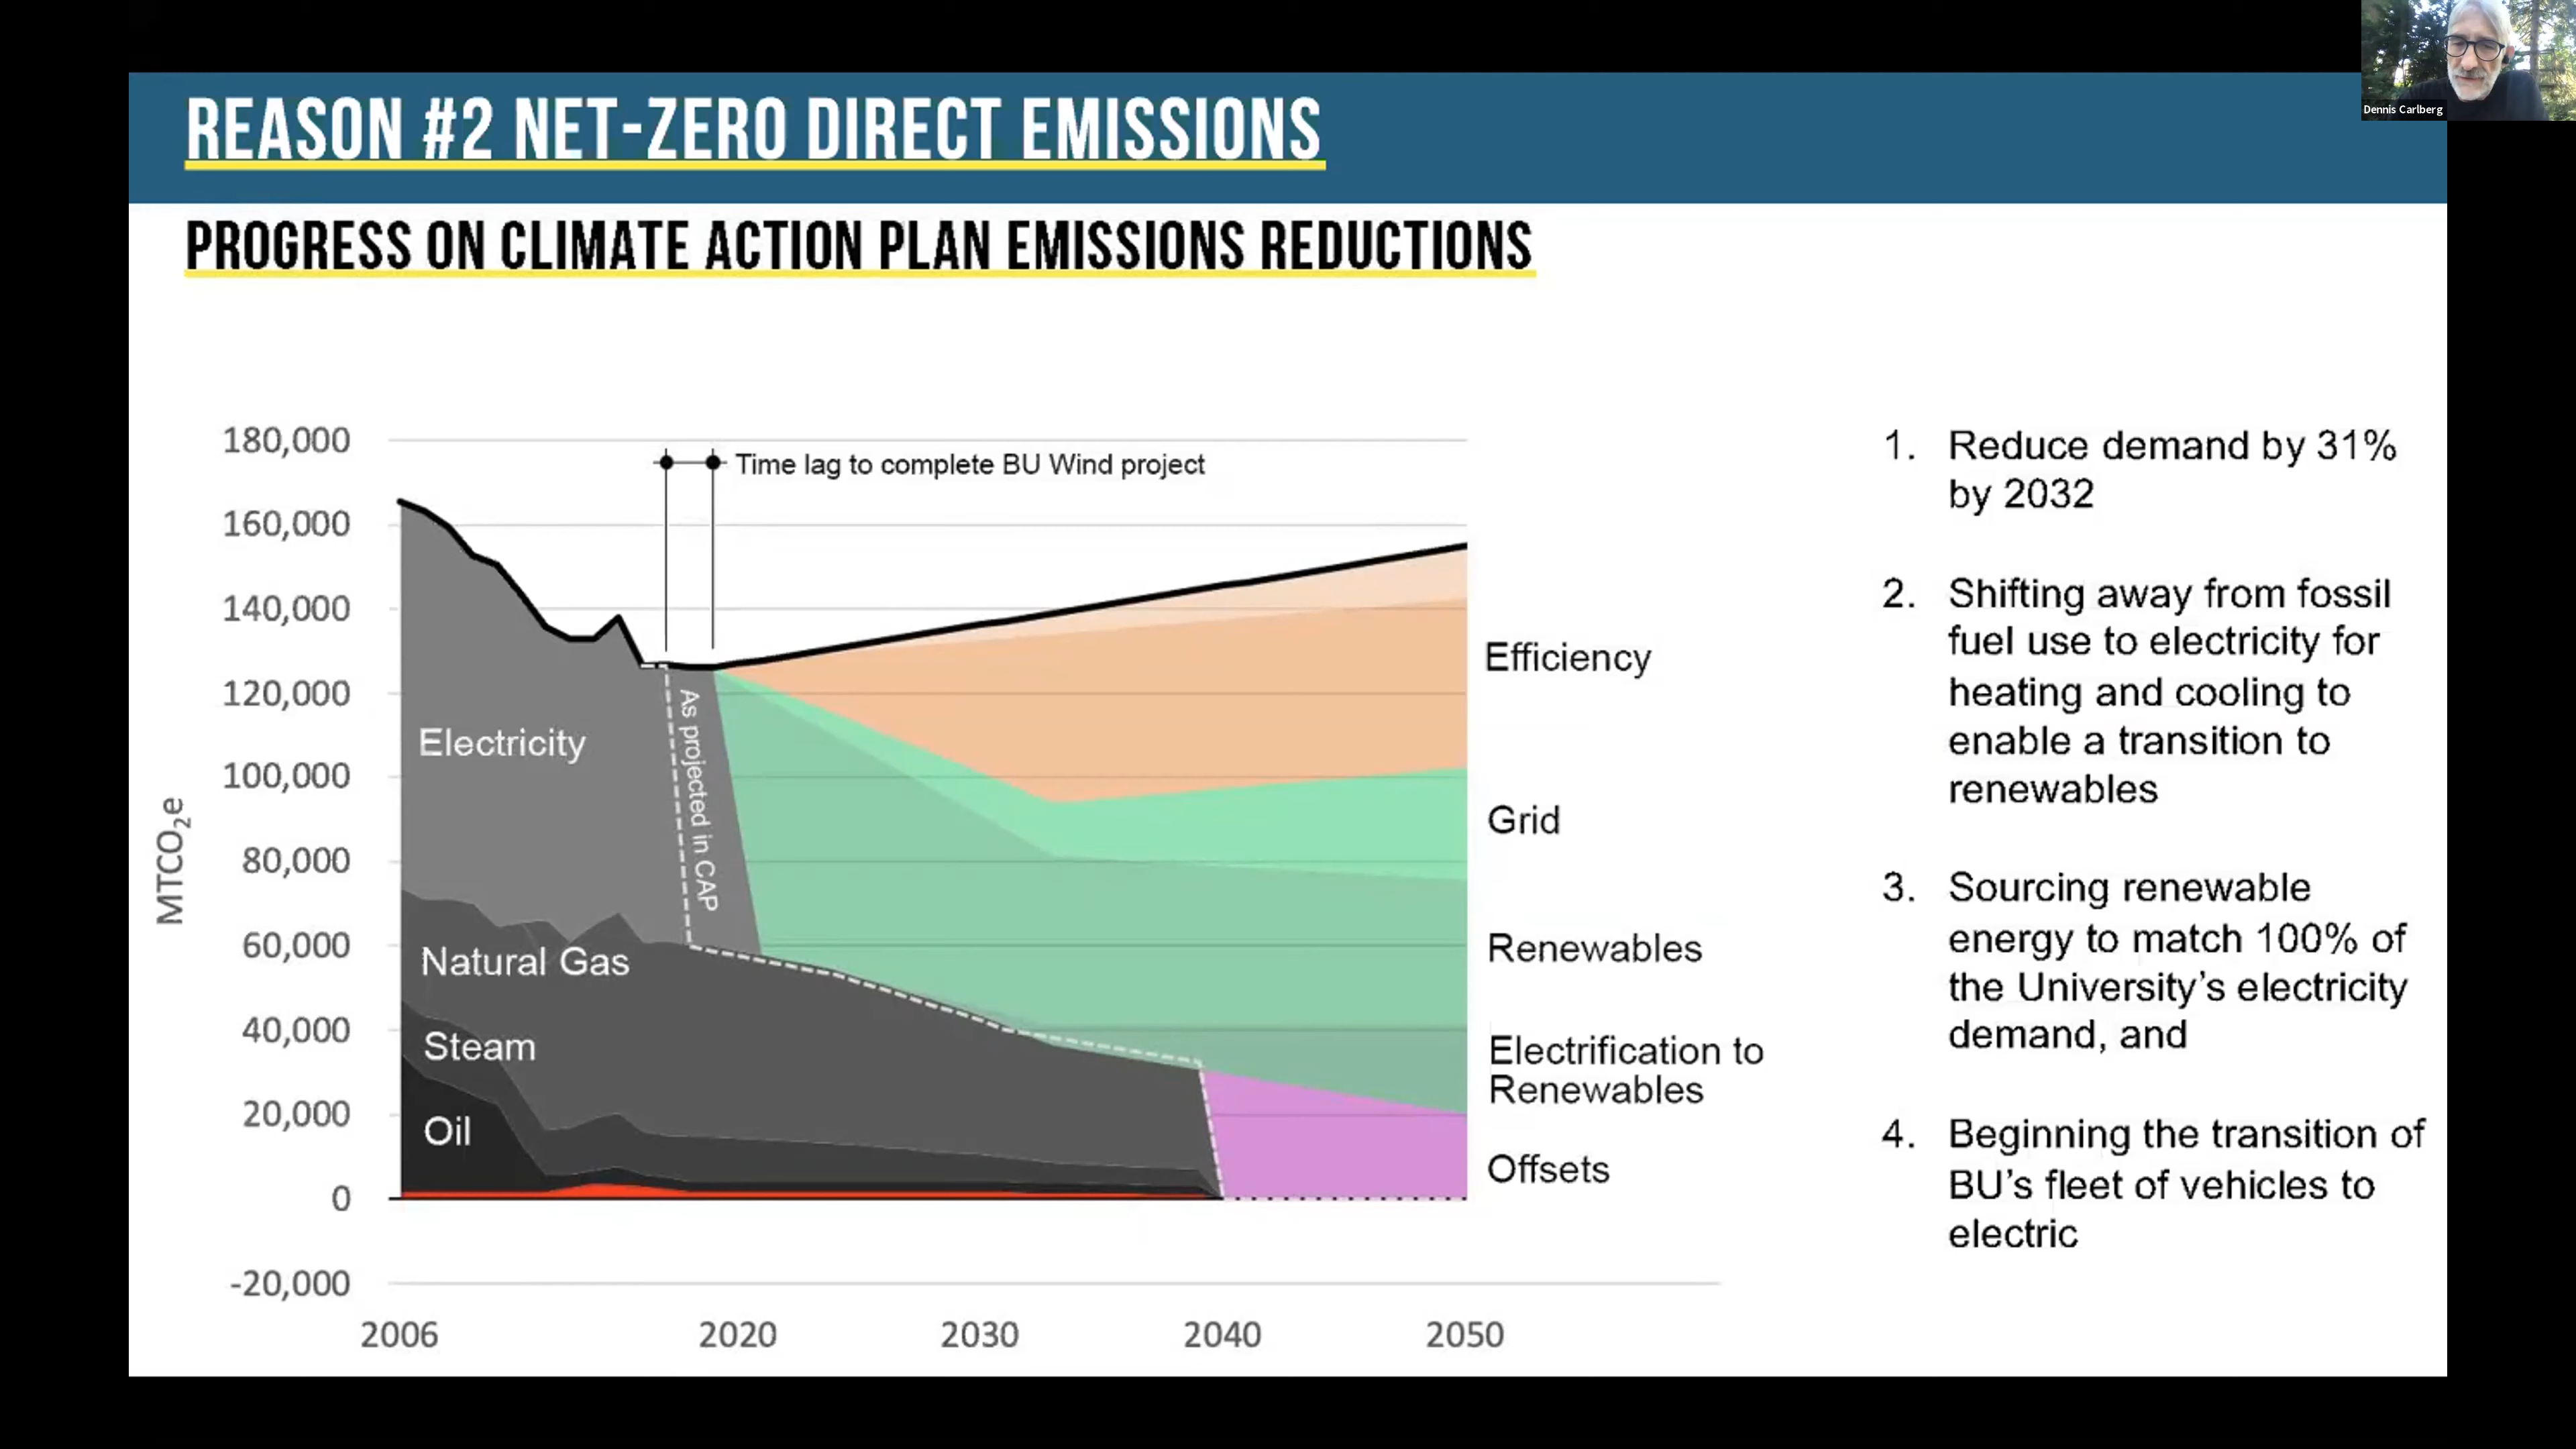 Dennis Carlberg
REASON #2 NET-ZERO DIRECT EMISSIONS
PROGRESS ON CLIMATE ACTION PLAN EMISSIONS REDUCTIONS
MTCO₂e
180,000
160,000
140,000
120,000
100,000
80,000
60,000
40,000
20,000
0
-20,000
2006
2020
2030
2040
2050
Time lag to complete BU Wind project
As projected in CAP
Electricity
Natural Gas
Steam
Oil
Efficiency
Grid
Renewables
Electrification to
Renewables
Offsets
1. Reduce demand by 31%
by 2032
2. Shifting away from fossil
fuel use to electricity for
heating and cooling to
enable a transition to
renewables
3. Sourcing renewable
energy to match 100% of
the University’s electricity
demand, and
4. Beginning the transition of
BU’s fleet of vehicles to
electric